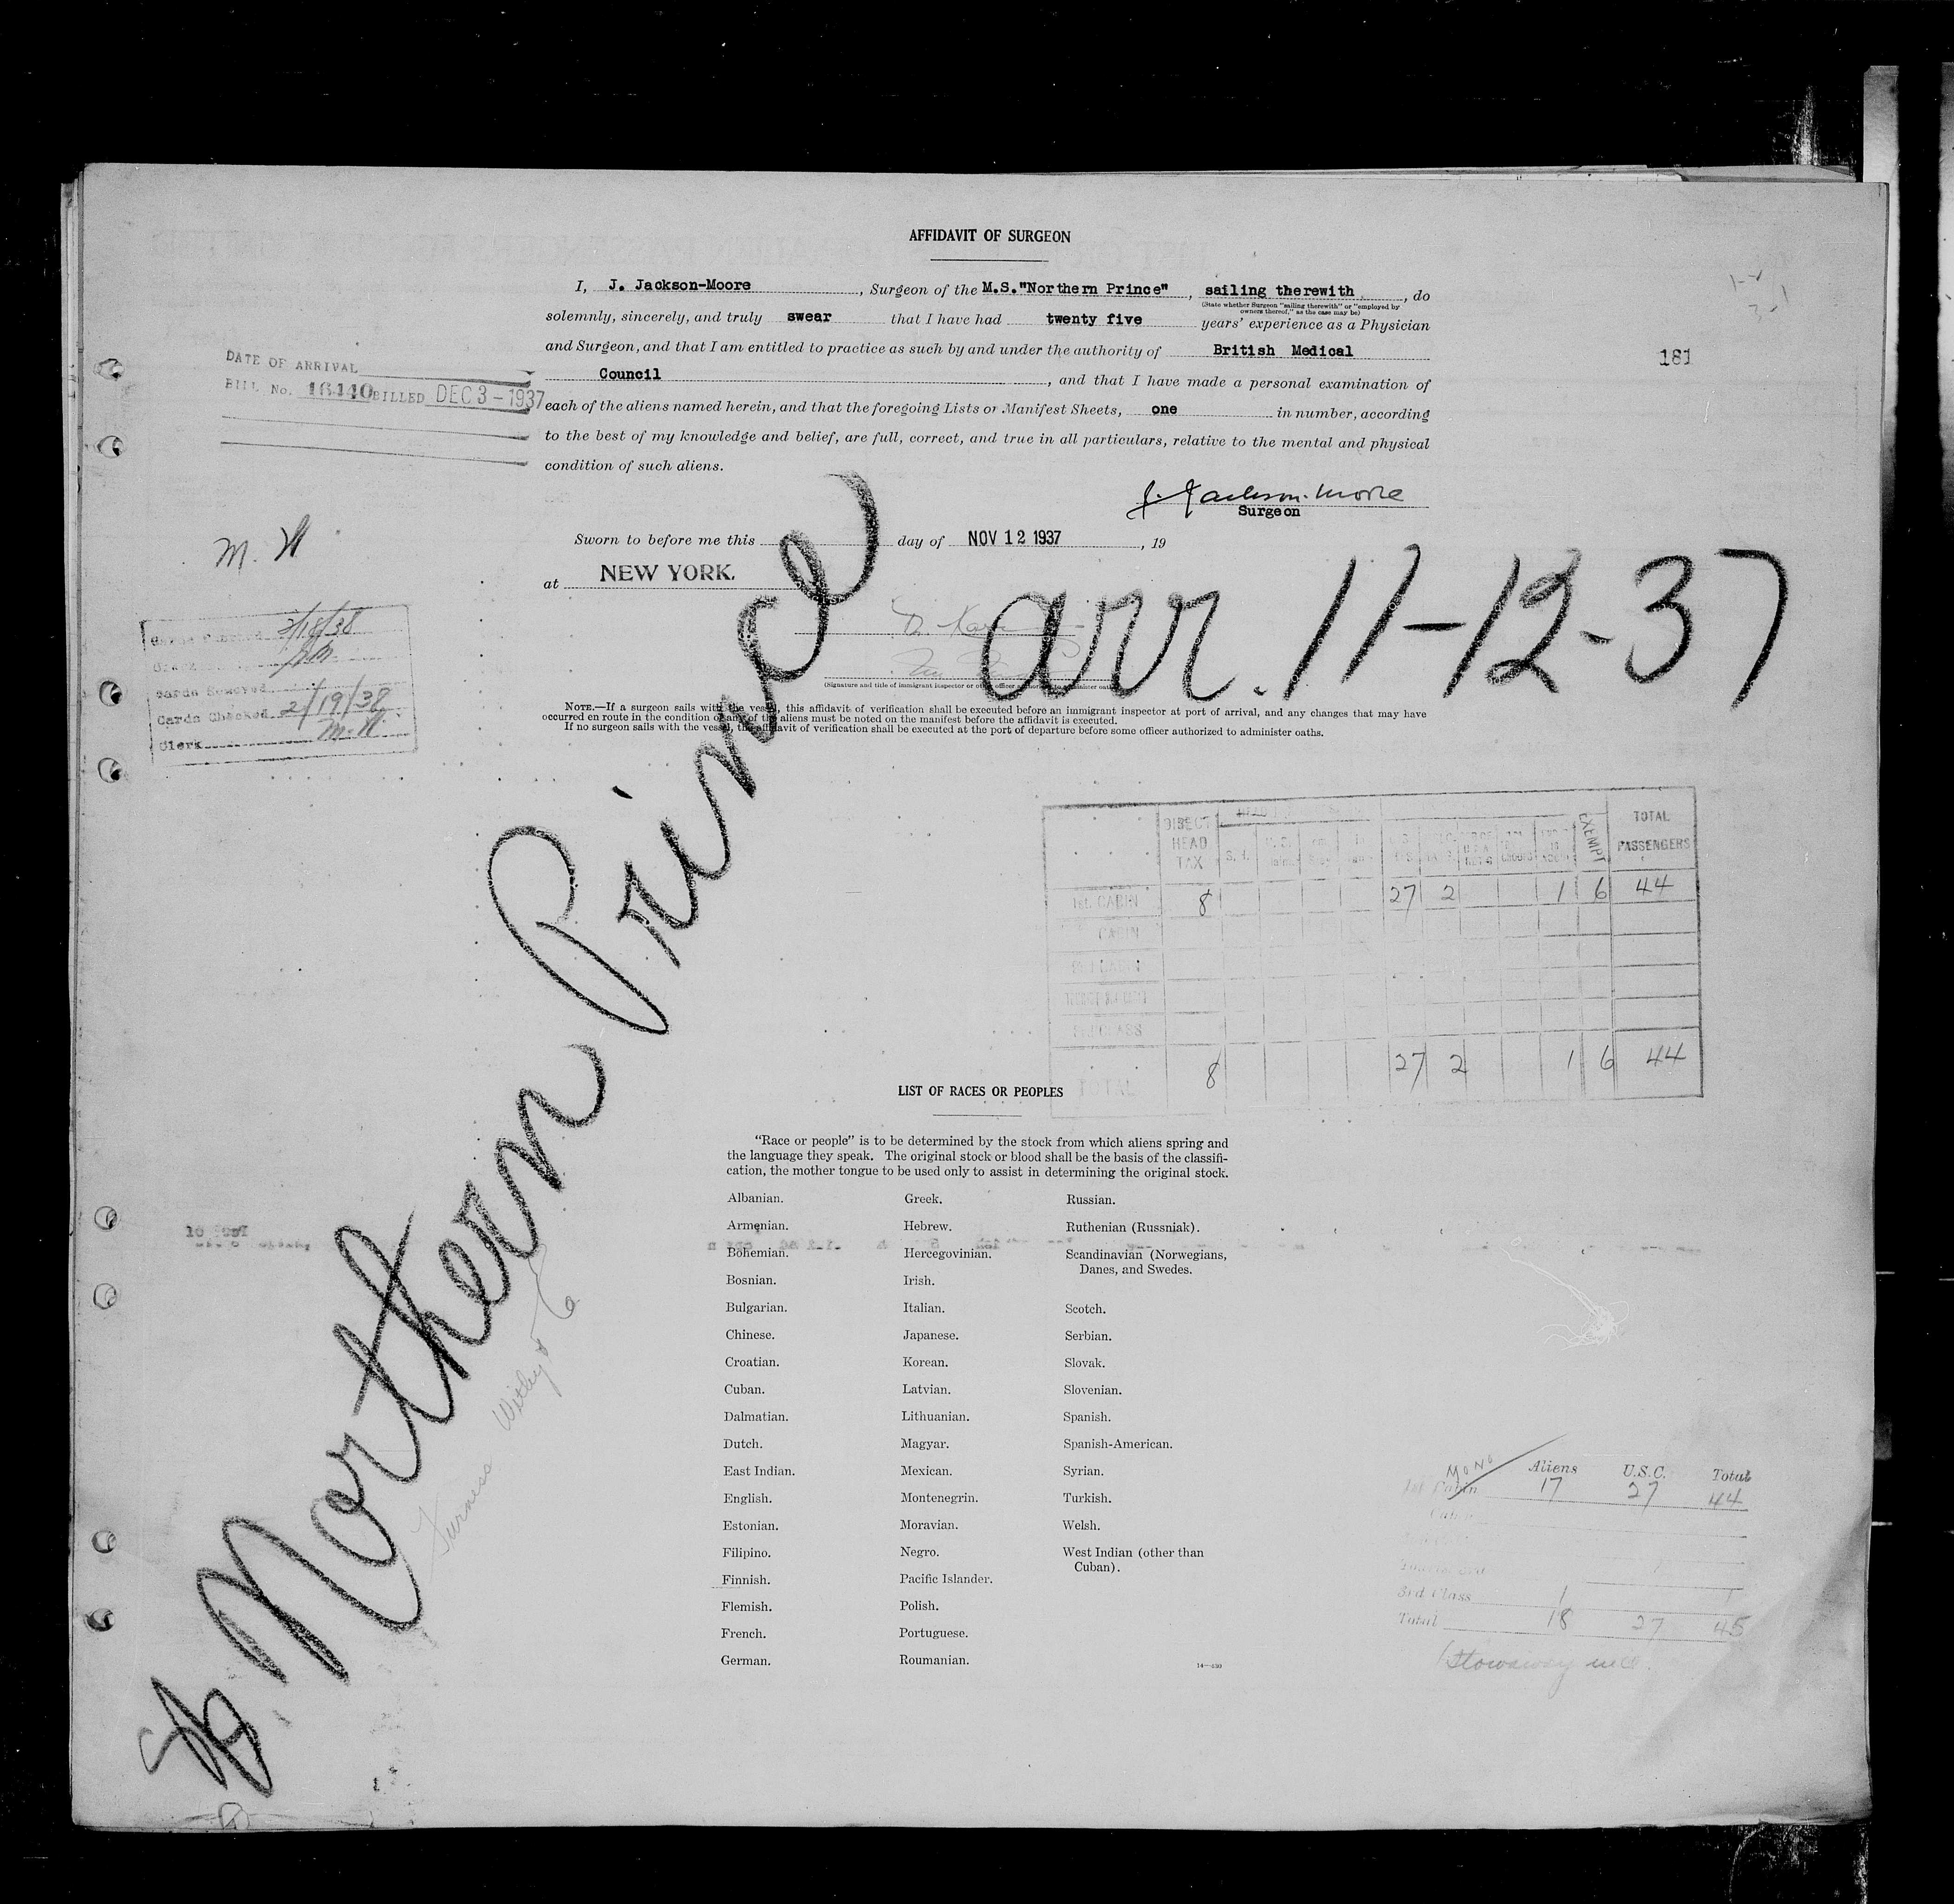 AFFIDAVIT OF SURGEON
I, J. Jackson-Moore, Surgeon of the M.S."Northern Prince", sailing therewith, do
(State whether Surgeon "sailing therewith" or "employed by owners thereof," as the case may be)
solemnly, sincerely, and truly swear that I have had twenty five years' experience as a Physician
and Surgeon, and that I am entitled to practice as such by and under the authority of British Medical
Council, and that I have made a personal examination of
each of the aliens named herein, and that the foregoing Lists or Manifest Sheets, one in number, according
to the best of my knowledge and belief, are full, correct, and true in all particulars, relative to the mental and physical
condition of such aliens.
J. Jackson-Moore
Surgeon
Sworn to before me this day of NOV 12 1937, 19
at NEW YORK.
181
DATE OF ARRIVAL
BILL No. 16440 BILLED DEC 3 - 1937
M. H.
2/18/38
Cards Checked 2/19/38
Clerk M.H.
arr. 11-12-37
NOTE.—If a surgeon sails with the vessel, this affidavit of verification shall be executed before an immigrant inspector at port of arrival, and any changes that may have
occurred en route in the condition of any of the aliens must be noted on the manifest before the affidavit is executed.
If no surgeon sails with the vessel, the affidavit of verification shall be executed at the port of departure before some officer authorized to administer oaths.
Northern Prince
Furness Withy & Co
DIRECT HEAD TAX EXEMPT TOTAL PASSENGERS
1st. CABIN 8 27 2 1 6 44
CABIN
TOTAL 8 27 2 1 6 44
LIST OF RACES OR PEOPLES
"Race or people" is to be determined by the stock from which aliens spring and
the language they speak. The original stock or blood shall be the basis of the classifi-
cation, the mother tongue to be used only to assist in determining the original stock.
Albanian.
Armenian.
Bohemian.
Bosnian.
Bulgarian.
Chinese.
Croatian.
Cuban.
Dalmatian.
Dutch.
East Indian.
English.
Estonian.
Filipino.
Finnish.
Flemish.
French.
German.
Greek.
Hebrew.
Hercegovinian.
Irish.
Italian.
Japanese.
Korean.
Latvian.
Lithuanian.
Magyar.
Mexican.
Montenegrin.
Moravian.
Negro.
Pacific Islander.
Polish.
Portuguese.
Roumanian.
Russian.
Ruthenian (Russniak).
Scandinavian (Norwegians,
Danes, and Swedes.
Scotch.
Serbian.
Slovak.
Slovenian.
Spanish.
Spanish-American.
Syrian.
Turkish.
Welsh.
West Indian (other than
Cuban).
Aliens U.S.C. Total
MONO
1st Cabin 17 27 44
3rd Class 1 1
Total 18 27 45
1 Stowaway